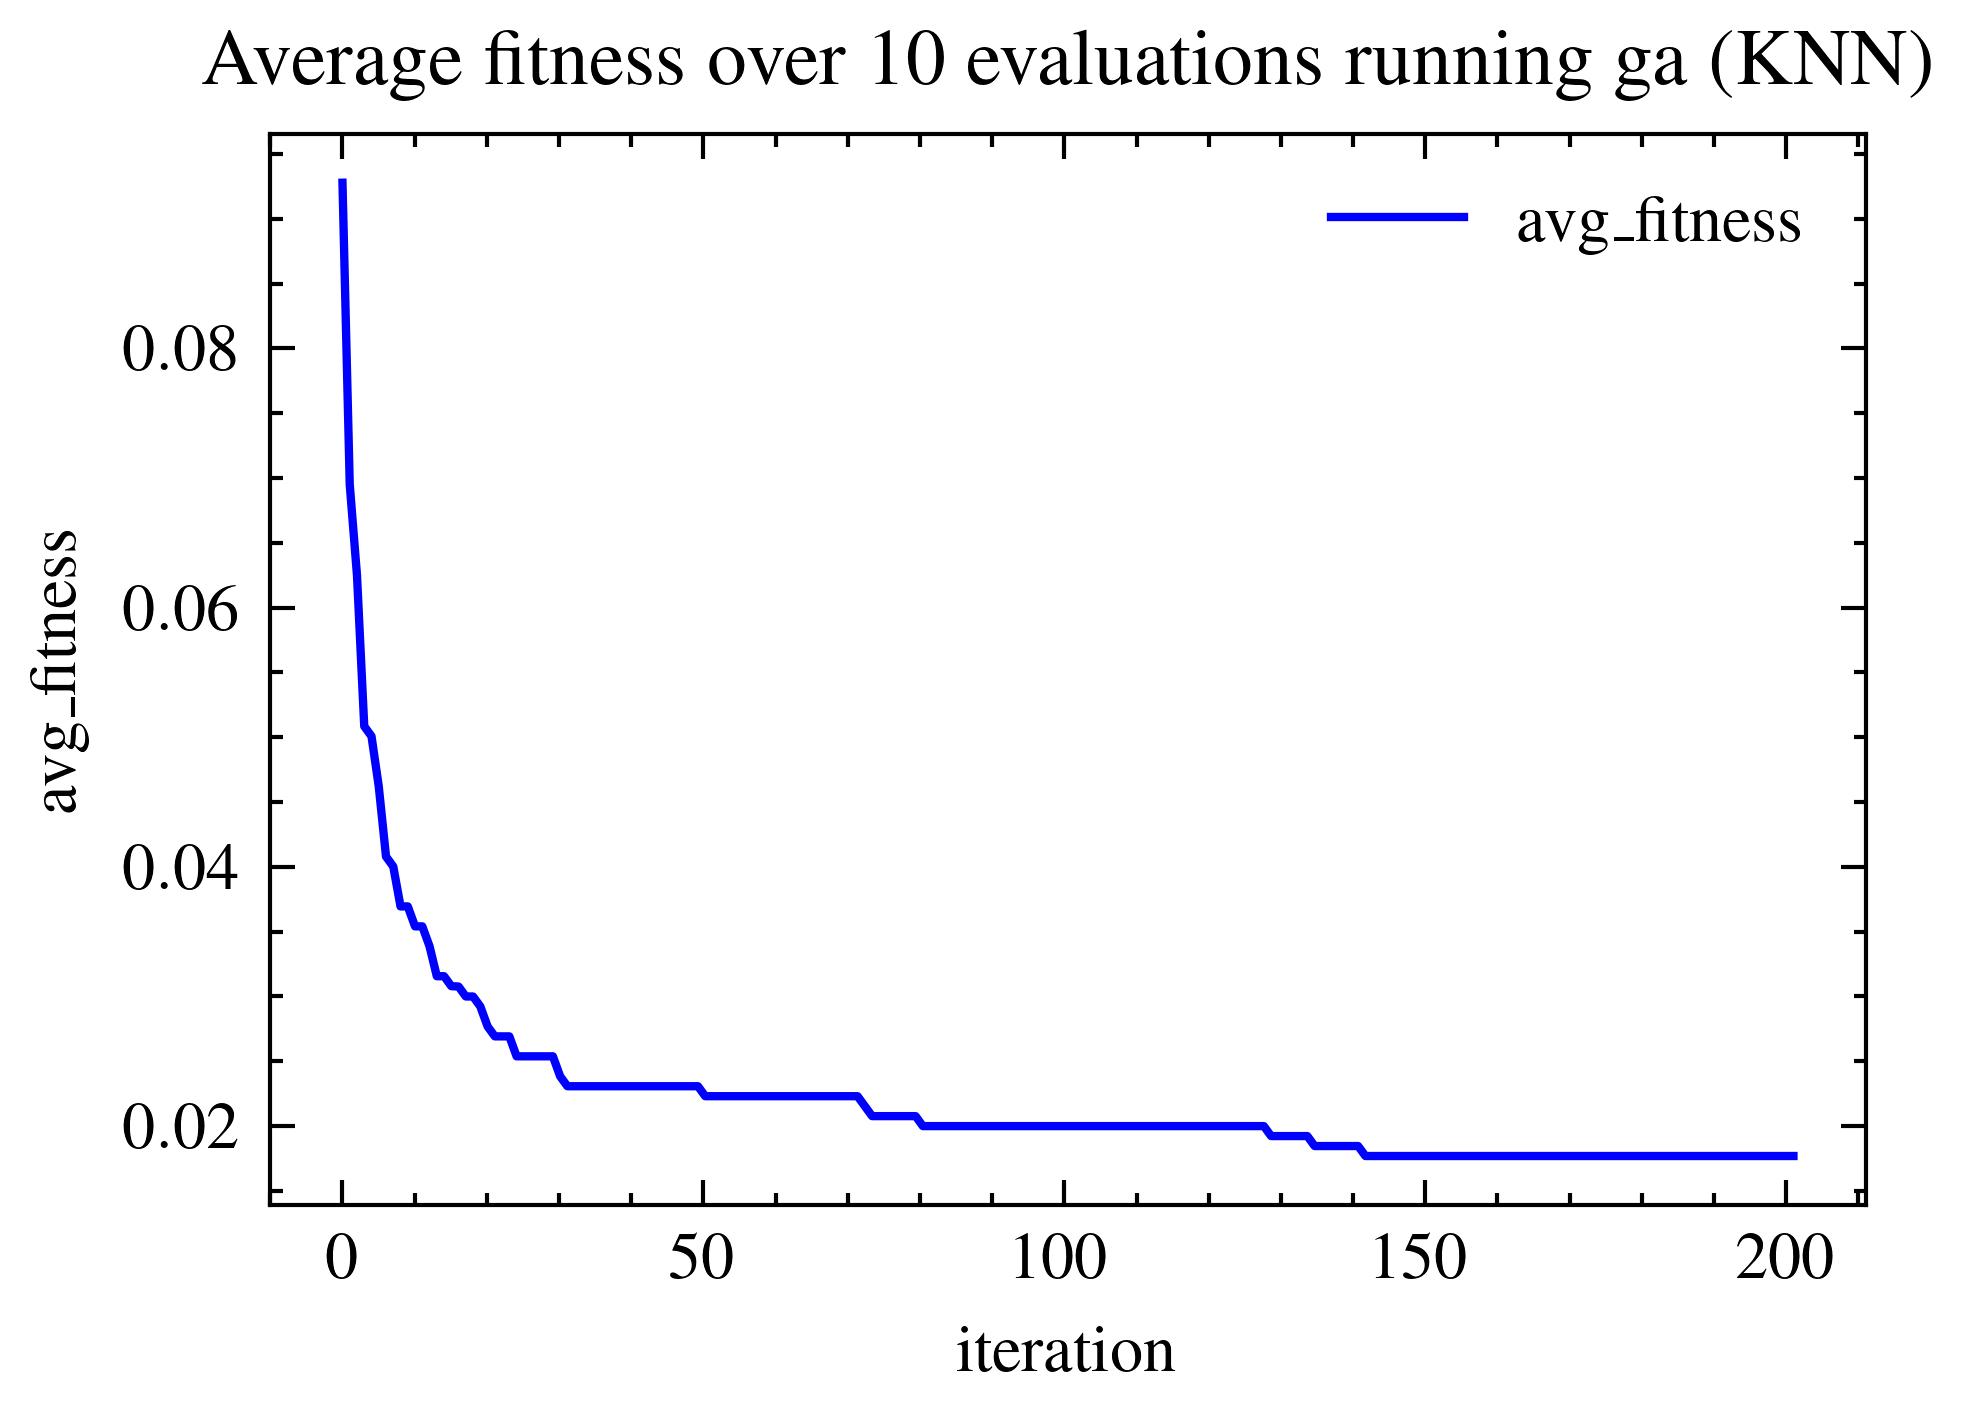 Average fitness over 10 evaluations running ga (KNN)
avg_fitness
0.08
0.06
0.04
0.02
avg_fitness
0 50 100 150 200
iteration